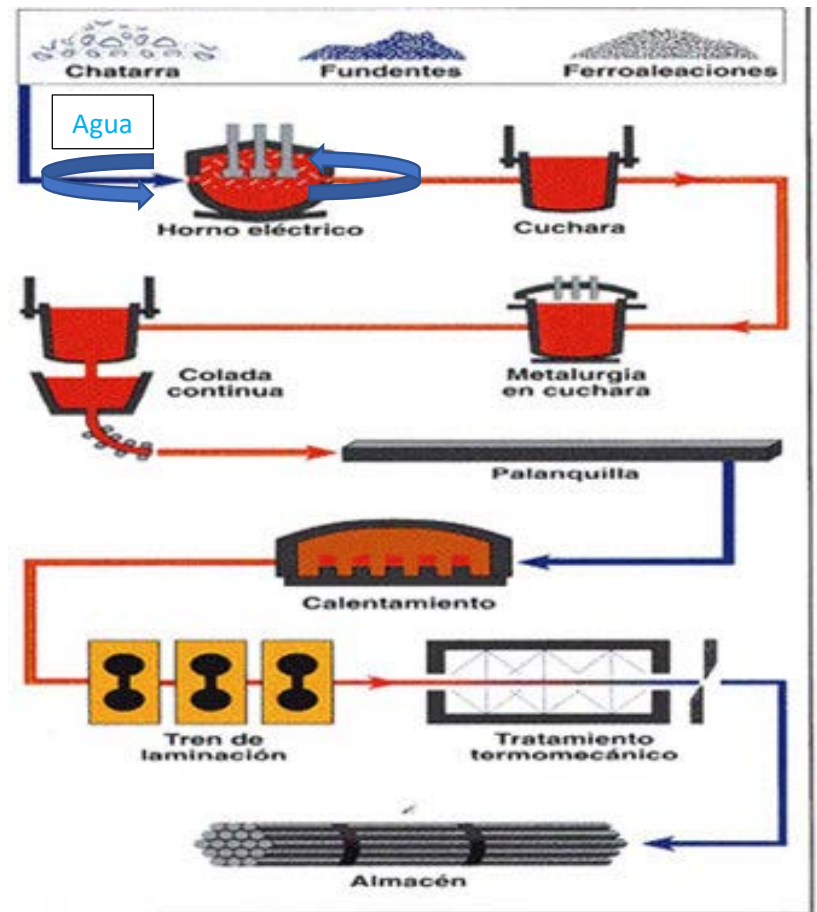 Chatarra
Fundentes
Ferroaleaciones
Agua
Horno eléctrico
Cuchara
Colada
continua
Metalurgia
en cuchara
Palanquilla
Calentamiento
Tren de
laminación
Tratamiento
termomecánico
Almacén